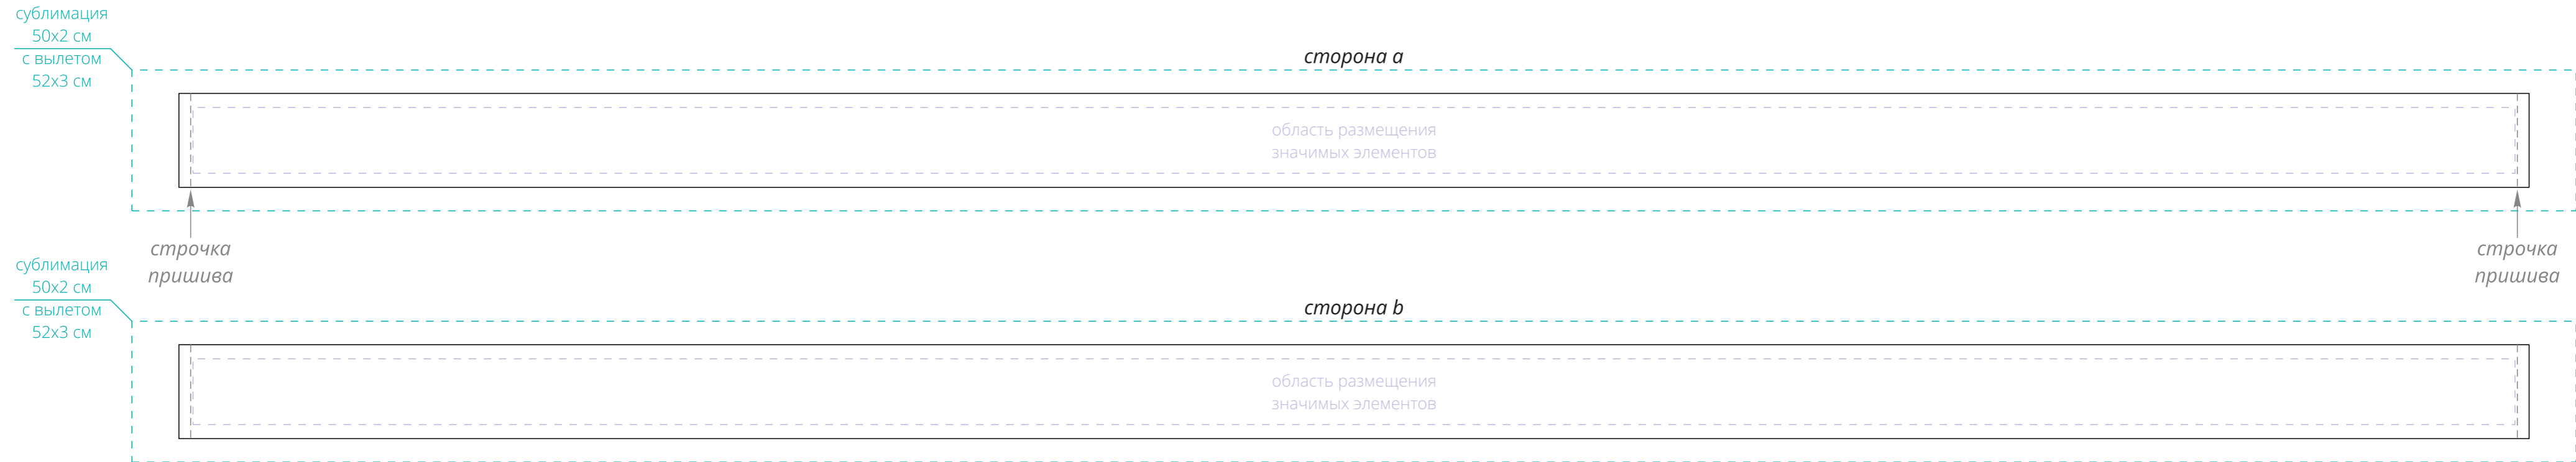 сублимация
50х2 см
с вылетом
52х3 см
сторона a
область размещения
значимых элементов
строчка
пришива
строчка
пришива
сублимация
50х2 см
с вылетом
52х3 см
сторона b
область размещения
значимых элементов